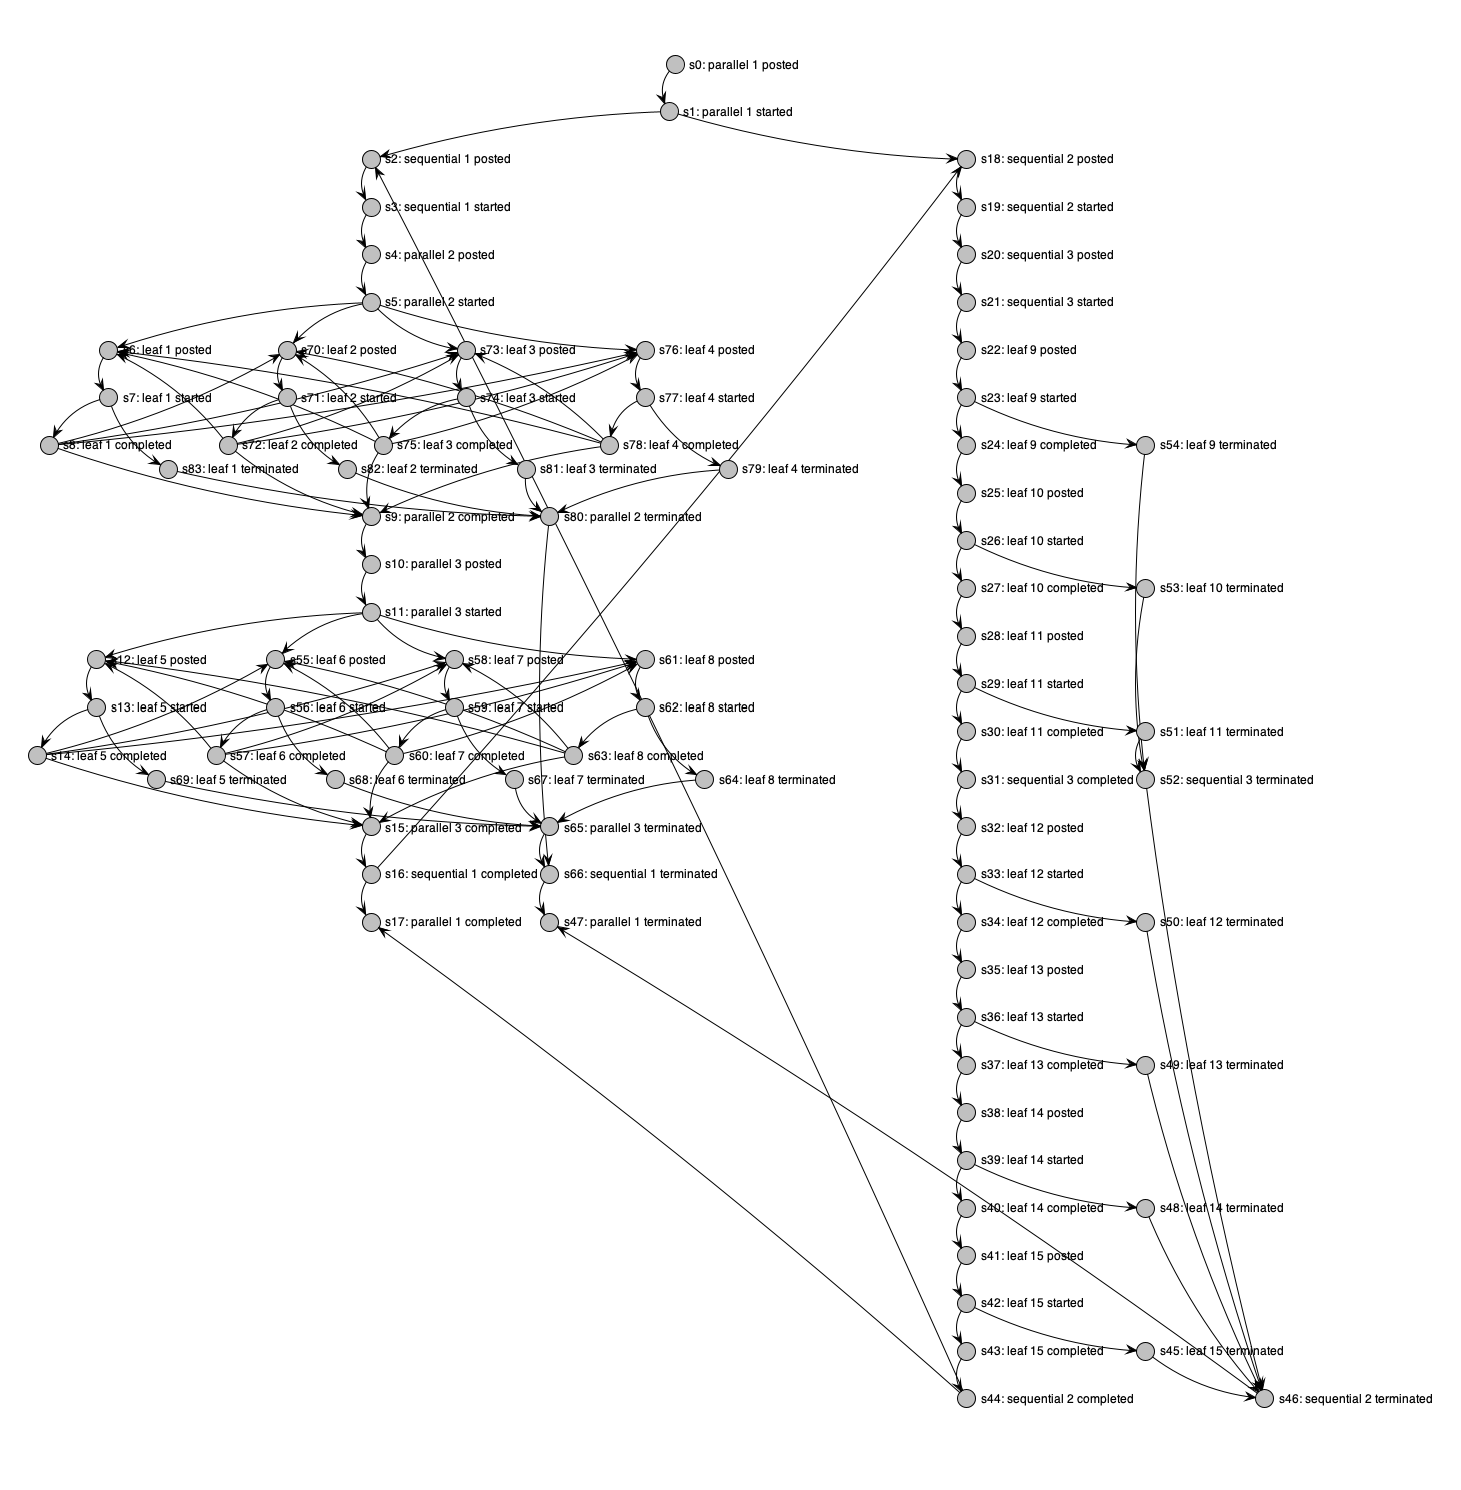 s0: parallel 1 posted
s1: parallel 1 started
s2: sequential 1 posted
s18: sequential 2 posted
s3: sequential 1 started
s19: sequential 2 started
s4: parallel 2 posted
s20: sequential 3 posted
s5: parallel 2 started
s21: sequential 3 started
s6: leaf 1 posted
s70: leaf 2 posted
s73: leaf 3 posted
s76: leaf 4 posted
s22: leaf 9 posted
s7: leaf 1 started
s71: leaf 2 started
s74: leaf 3 started
s77: leaf 4 started
s23: leaf 9 started
s8: leaf 1 completed
s72: leaf 2 completed
s75: leaf 3 completed
s78: leaf 4 completed
s24: leaf 9 completed
s54: leaf 9 terminated
s83: leaf 1 terminated
s82: leaf 2 terminated
s81: leaf 3 terminated
s79: leaf 4 terminated
s25: leaf 10 posted
s9: parallel 2 completed
s80: parallel 2 terminated
s26: leaf 10 started
s10: parallel 3 posted
s27: leaf 10 completed
s53: leaf 10 terminated
s11: parallel 3 started
s28: leaf 11 posted
s12: leaf 5 posted
s55: leaf 6 posted
s58: leaf 7 posted
s61: leaf 8 posted
s29: leaf 11 started
s13: leaf 5 started
s56: leaf 6 started
s59: leaf 7 started
s62: leaf 8 started
s30: leaf 11 completed
s51: leaf 11 terminated
s14: leaf 5 completed
s57: leaf 6 completed
s60: leaf 7 completed
s63: leaf 8 completed
s69: leaf 5 terminated
s68: leaf 6 terminated
s67: leaf 7 terminated
s64: leaf 8 terminated
s31: sequential 3 completed
s52: sequential 3 terminated
s15: parallel 3 completed
s65: parallel 3 terminated
s32: leaf 12 posted
s16: sequential 1 completed
s66: sequential 1 terminated
s33: leaf 12 started
s17: parallel 1 completed
s47: parallel 1 terminated
s34: leaf 12 completed
s50: leaf 12 terminated
s35: leaf 13 posted
s36: leaf 13 started
s37: leaf 13 completed
s49: leaf 13 terminated
s38: leaf 14 posted
s39: leaf 14 started
s40: leaf 14 completed
s48: leaf 14 terminated
s41: leaf 15 posted
s42: leaf 15 started
s43: leaf 15 completed
s45: leaf 15 terminated
s44: sequential 2 completed
s46: sequential 2 terminated